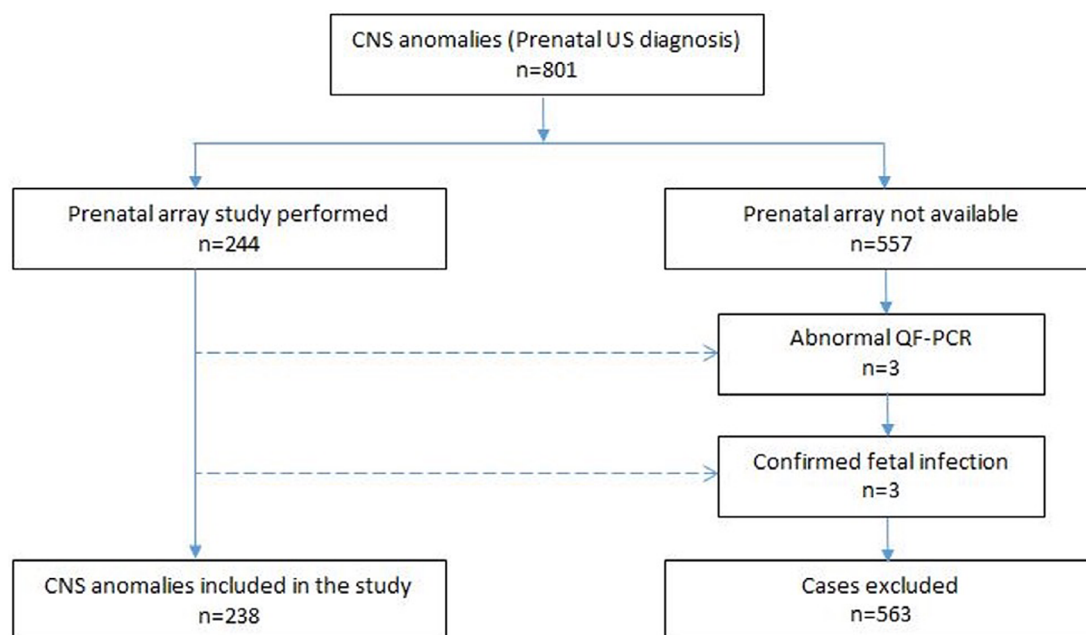 CNS anomalies (Prenatal US diagnosis)
n=801
Prenatal array study performed
n=244
Prenatal array not available
n=557
Abnormal QF-PCR
n=3
Confirmed fetal infection
n=3
CNS anomalies included in the study
n=238
Cases excluded
n=563